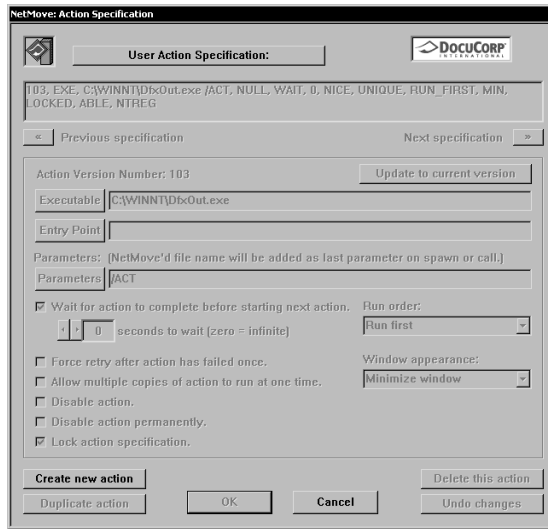 NetMove: Action Specification
User Action Specification:
DOCUCORP
INTERNATIONAL
103, EXE, C:\WINNT\DfxOut.exe /ACT, NULL, WAIT, 0, NICE, UNIQUE, RUN_FIRST, MIN,
LOCKED, ABLE, NTREG
« Previous specification
Next specification »
Action Version Number: 103
Update to current version
Executable C:\WINNT\DfxOut.exe
Entry Point
Parameters: (NetMove'd file name will be added as last parameter on spawn or call.)
Parameters /ACT
Wait for action to complete before starting next action.
Run order:
0 seconds to wait (zero = infinite)
Run first
Force retry after action has failed once.
Window appearance:
Allow multiple copies of action to run at one time.
Minimize window
Disable action.
Disable action permanently.
Lock action specification.
Create new action
Delete this action
Duplicate action
OK
Cancel
Undo changes